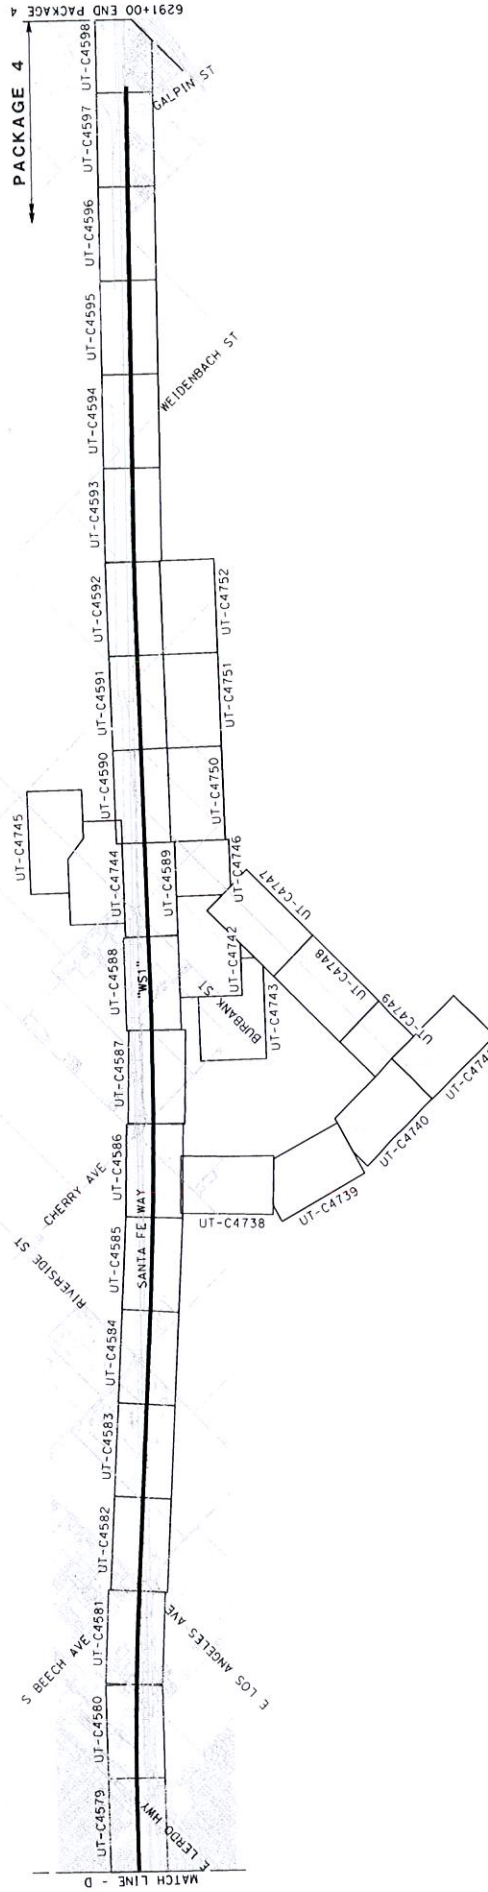 6291+00 END PACKAGE 4
PACKAGE 4
UT-C4598
GALPIN ST
UT-C4597
UT-C4596
UT-C4595
WEIDENBACH ST
UT-C4594
UT-C4593
UT-C4592
UT-C4752
UT-C4591
UT-C4751
UT-C4590
UT-C4750
UT-C4745
UT-C4744
UT-C4589
UT-C4746
UT-C4747
UT-C4588
"WS1"
UT-C4742
BURBANK ST
UT-C4743
UT-C4748
UT-C4749
UT-C4587
UT-C4740
UT-C4586
CHERRY AVE
UT-C4738
UT-C4739
SANTA FE WAY
UT-C4585
RIVERSIDE ST
UT-C4584
UT-C4583
UT-C4582
UT-C4581
S BEECH AVE
E LOS ANGELES AVE
UT-C4580
UT-C4579
E LERDO HWY
MATCH LINE - D